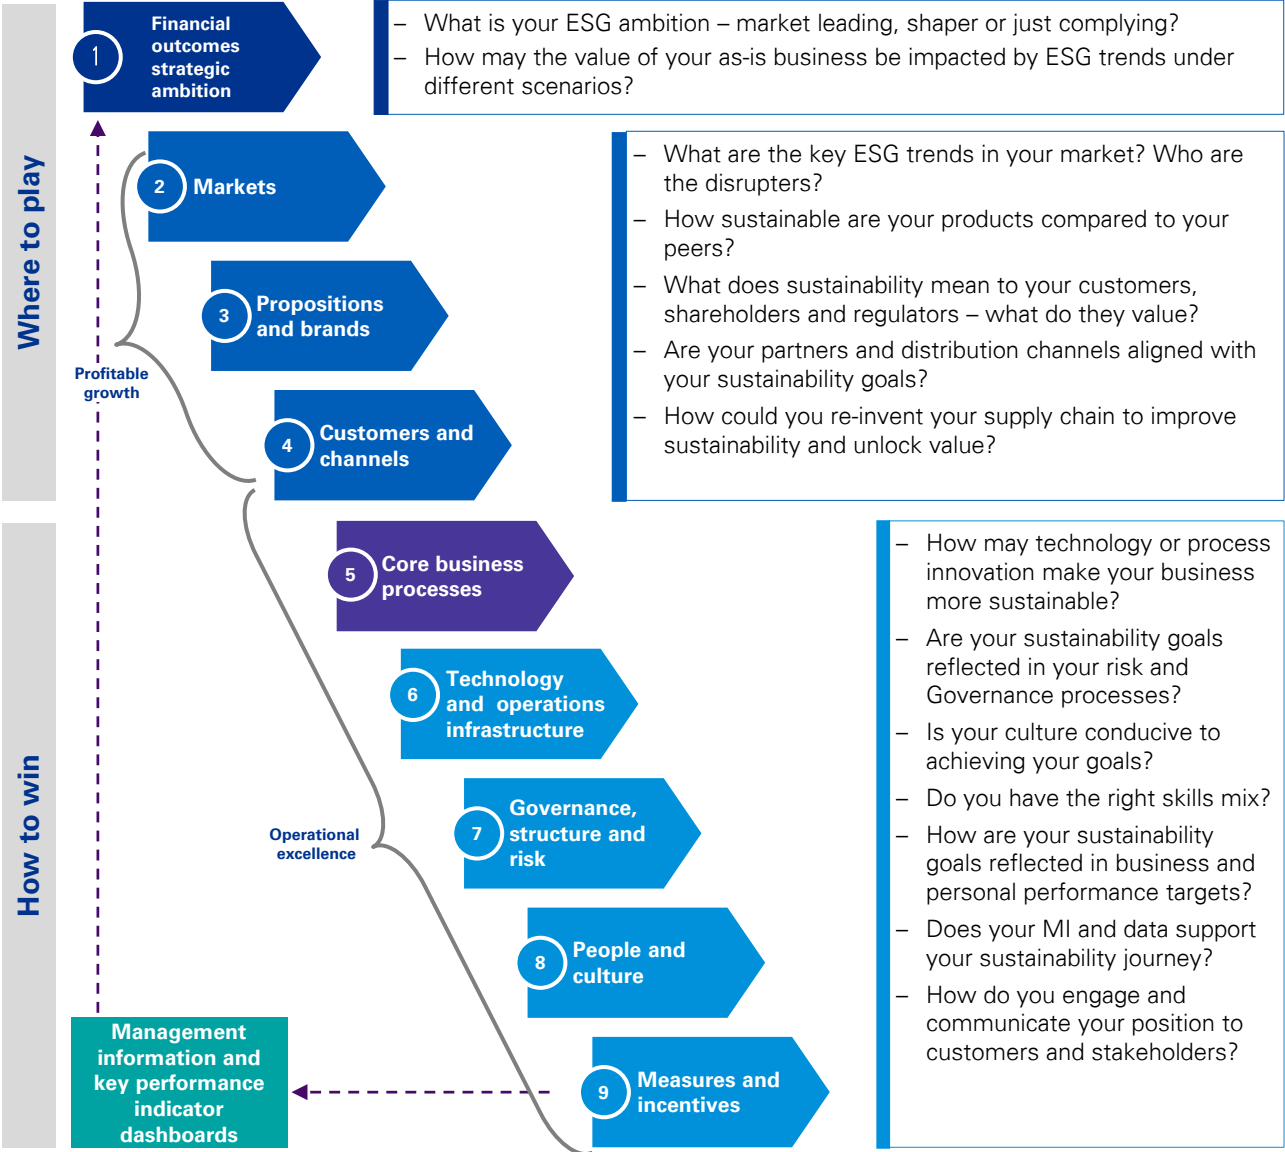 Where to play
1
Financial
outcomes
strategic
ambition
– What is your ESG ambition – market leading, shaper or just complying?
– How may the value of your as-is business be impacted by ESG trends under
different scenarios?
2
Markets
3
Propositions
and brands
Profitable
growth
4
Customers and
channels
– What are the key ESG trends in your market? Who are
the disrupters?
– How sustainable are your products compared to your
peers?
– What does sustainability mean to your customers,
shareholders and regulators – what do they value?
– Are your partners and distribution channels aligned with
your sustainability goals?
– How could you re-invent your supply chain to improve
sustainability and unlock value?
How to win
5
Core business
processes
6
Technology
and operations
infrastructure
7
Governance,
structure and
risk
Operational
excellence
8
People and
culture
9
Measures and
incentives
Management
information and
key performance
indicator
dashboards
– How may technology or process
innovation make your business
more sustainable?
– Are your sustainability goals
reflected in your risk and
Governance processes?
– Is your culture conducive to
achieving your goals?
– Do you have the right skills mix?
– How are your sustainability
goals reflected in business and
personal performance targets?
– Does your MI and data support
your sustainability journey?
– How do you engage and
communicate your position to
customers and stakeholders?